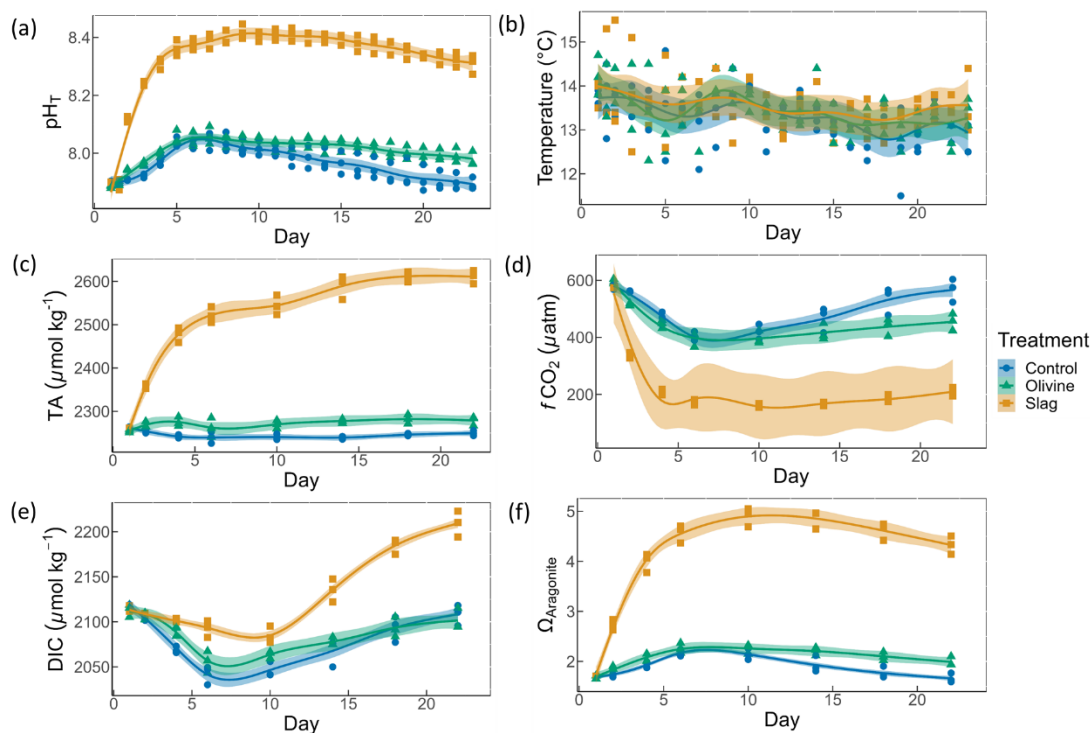 (a)
pH_T
8.4
8.2
8.0
0 5 10 15 20
Day
(b)
Temperature (°C)
15
14
13
12
0 5 10 15 20
Day
(c)
TA (µmol kg⁻¹)
2600
2500
2400
2300
0 5 10 15 20
Day
(d)
fCO₂ (µatm)
600
400
200
0 5 10 15 20
Day
(e)
DIC (µmol kg⁻¹)
2200
2150
2100
2050
0 5 10 15 20
Day
(f)
Ω_Aragonite
5
4
3
2
0 5 10 15 20
Day
Treatment
Control
Olivine
Slag